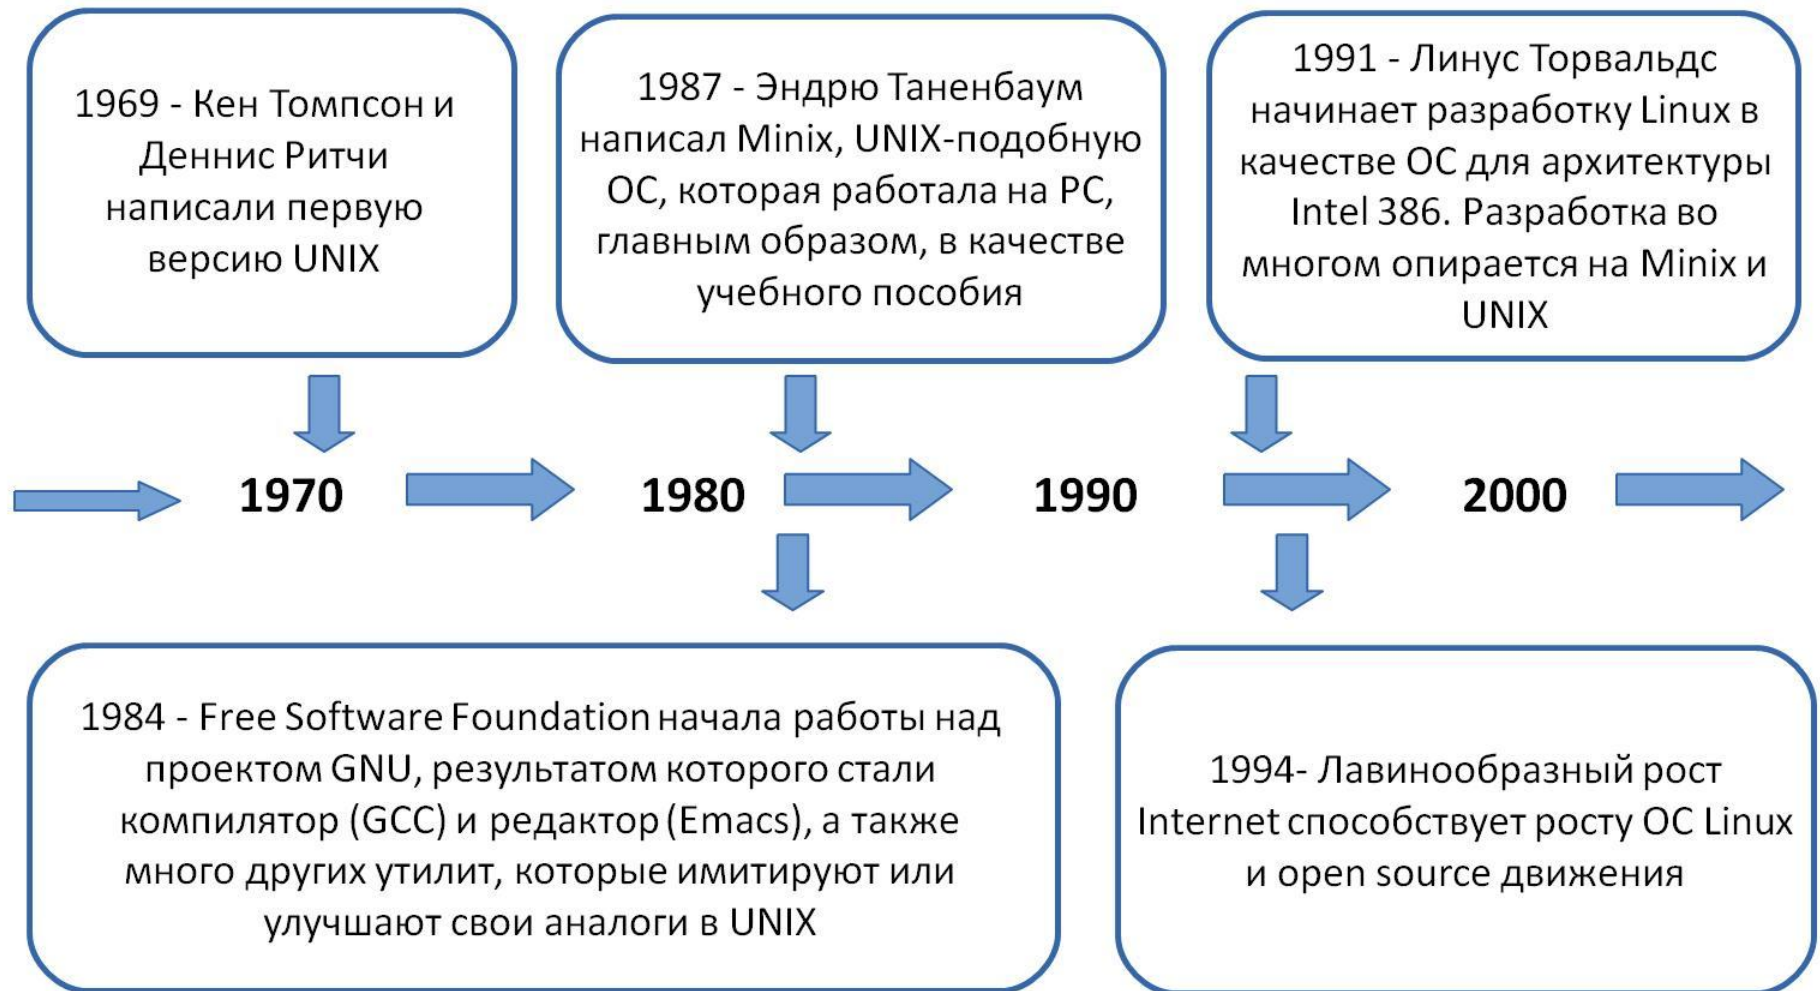 1969 - Кен Томпсон и
Деннис Ритчи
написали первую
версию UNIX
1987 - Эндрю Таненбаум
написал Minix, UNIX-подобную
ОС, которая работала на PC,
главным образом, в качестве
учебного пособия
1991 - Линус Торвальдс
начинает разработку Linux в
качестве ОС для архитектуры
Intel 386. Разработка во
многом опирается на Minix и
UNIX
1970
1980
1990
2000
1984 - Free Software Foundation начала работы над
проектом GNU, результатом которого стали
компилятор (GCC) и редактор (Emacs), а также
много других утилит, которые имитируют или
улучшают свои аналоги в UNIX
1994- Лавинообразный рост
Internet способствует росту ОС Linux
и open source движения